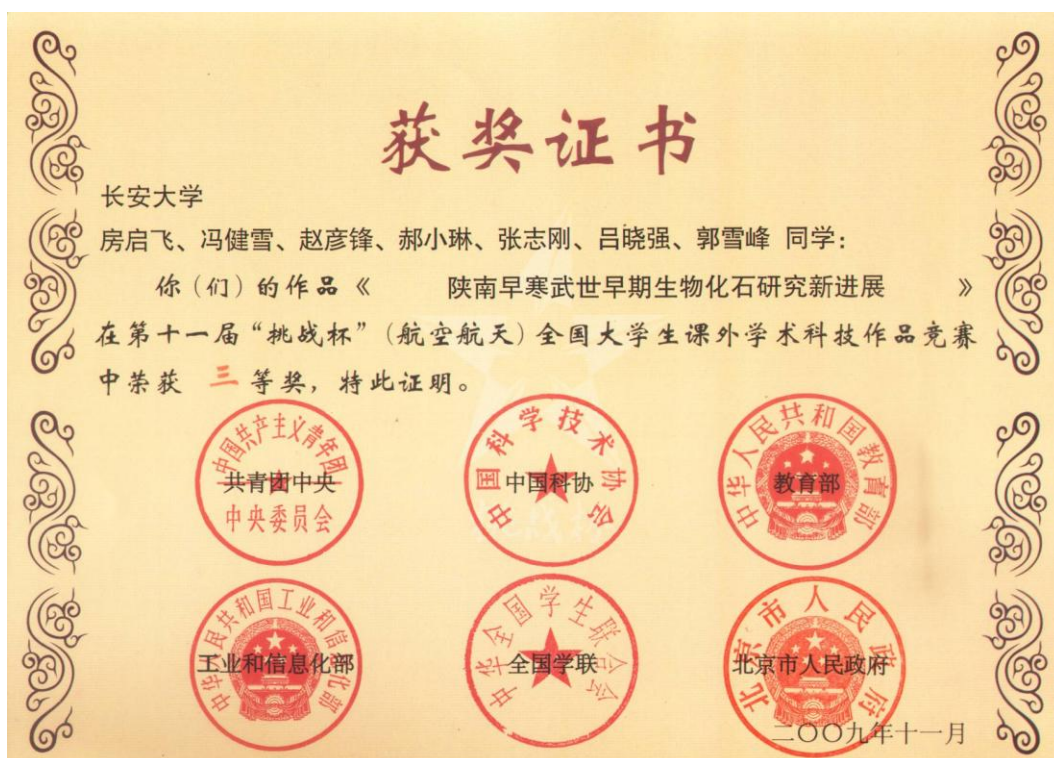 获奖证书
长安大学
房启飞、冯健雪、赵彦锋、郝小琳、张志刚、吕晓强、郭雪峰 同学:
你(们)的作品《 陕南早寒武世早期生物化石研究新进展 》
在第十一届“挑战杯”(航空航天)全国大学生课外学术科技作品竞赛
中荣获 三 等奖,特此证明。
中国共产主义青年团
共青团中央
中央委员会
中国科学技术协会
中国科协
中华人民共和国教育部
教育部
中华人民共和国工业和信息化部
工业和信息化部
中华全国学生联合会
全国学联
北京市人民政府
北京市人民政府
二〇〇九年十一月
挑战杯